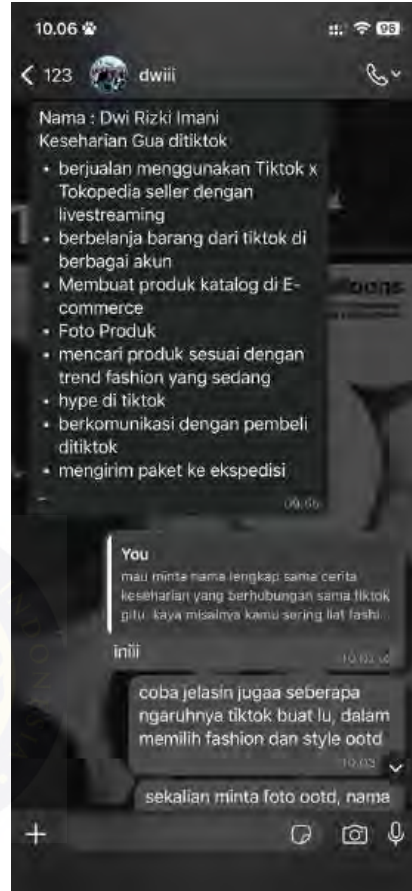 10.06
95
123
dwiii
Nama : Dwi Rizki Imani
Keseharian Gua ditiktok
• berjualan menggunakan Tiktok x
Tokopedia seller dengan
livestreaming
• berbelanja barang dari tiktok di
berbagai akun
• Membuat produk katalog di E-
commerce
• Foto Produk
• mencari produk sesuai dengan
trend fashion yang sedang
• hype di tiktok
• berkomunikasi dengan pembeli
ditiktok
• mengirim paket ke ekspedisi
You
mau minta nama lengkap sama cerita
keseharian yang berhubungan sama tiktok
gitu, kaya misalnya kamu sering liat fashi...
iniii
coba jelasin jugaa seberapa
ngaruhnya tiktok buat lu, dalam
memilih fashion dan style ootd
10.03
sekalian minta foto ootd, nama